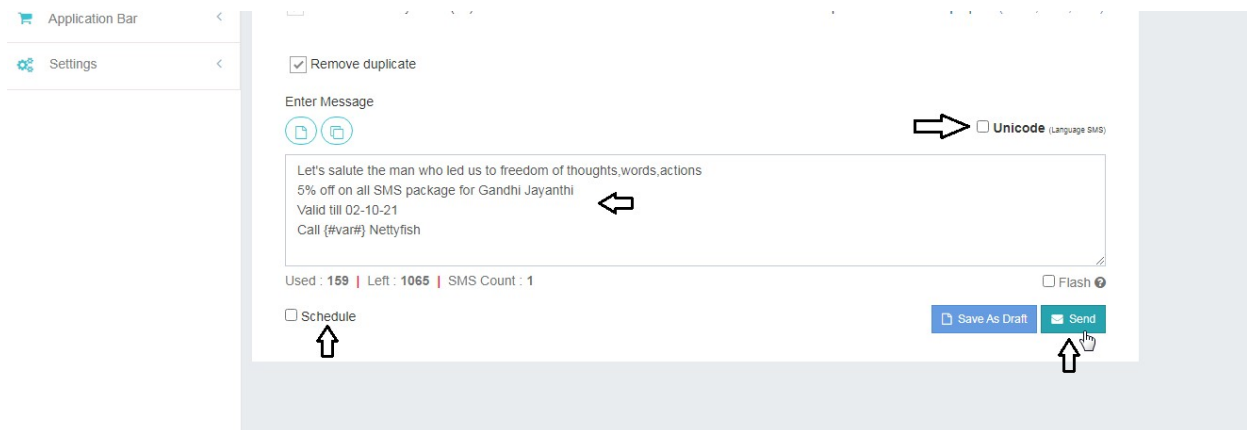 Application Bar
Settings
Remove duplicate
Enter Message
Unicode (Language SMS)
Let's salute the man who led us to freedom of thoughts,words,actions
5% off on all SMS package for Gandhi Jayanthi
Valid till 02-10-21
Call {#var#} Nettyfish
Used : 159 | Left : 1065 | SMS Count : 1
Flash
Schedule
Save As Draft
Send